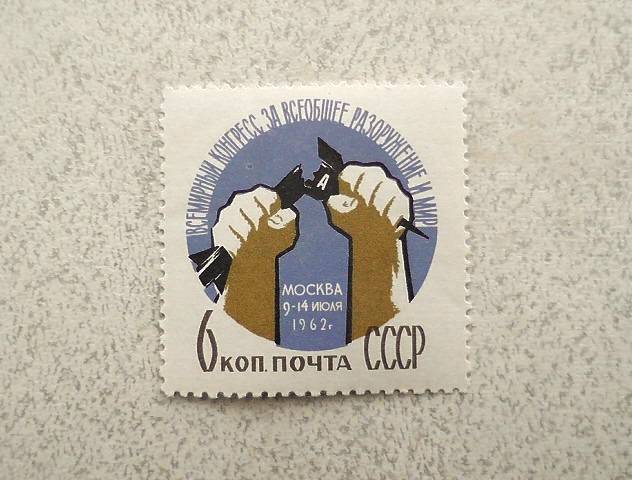 ВСЕМИРНЫЙ КОНГРЕСС ЗА ВСЕОБЩЕЕ РАЗОРУЖЕНИЕ И МИР
А
МОСКВА
9-14 ИЮЛЯ
1962г
6 КОП. ПОЧТА СССР